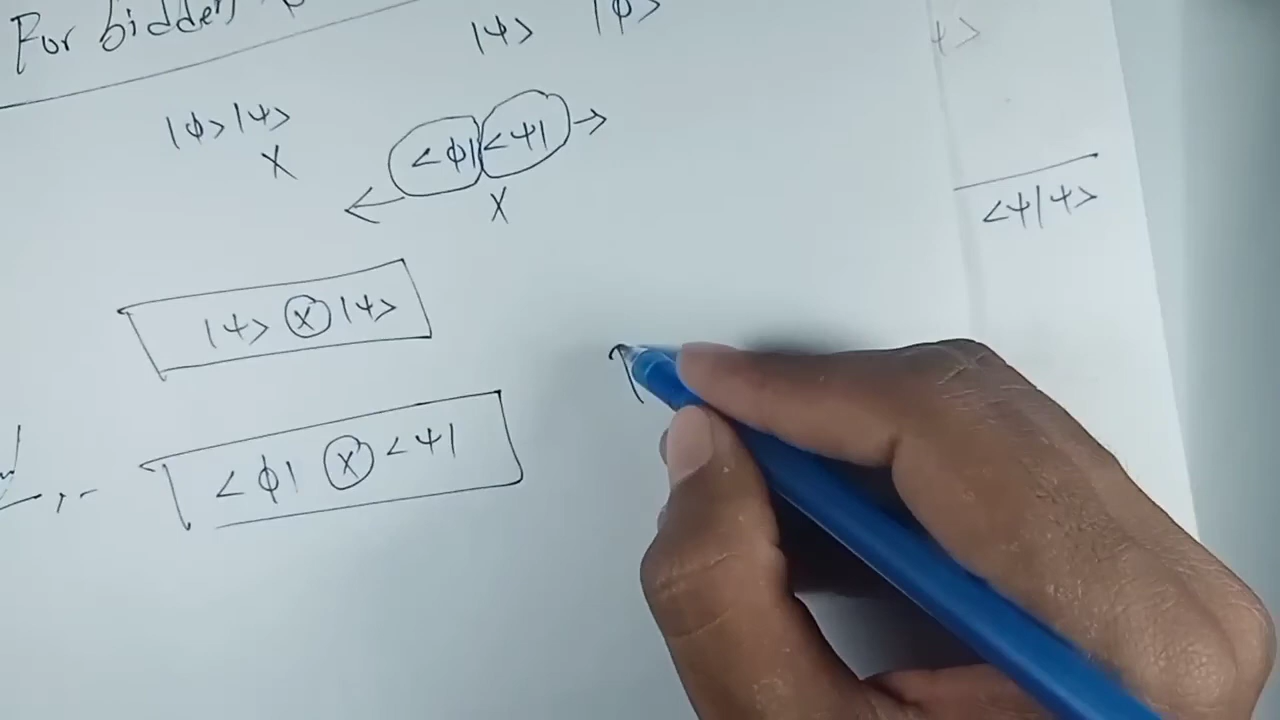 For bidden
|ψ> |φ>
|φ>|ψ> <φ|<ψ| →
X ← X
|ψ> ⊗ |ψ>
<φ| ⊗ <ψ|
ψ>
<ψ|ψ>